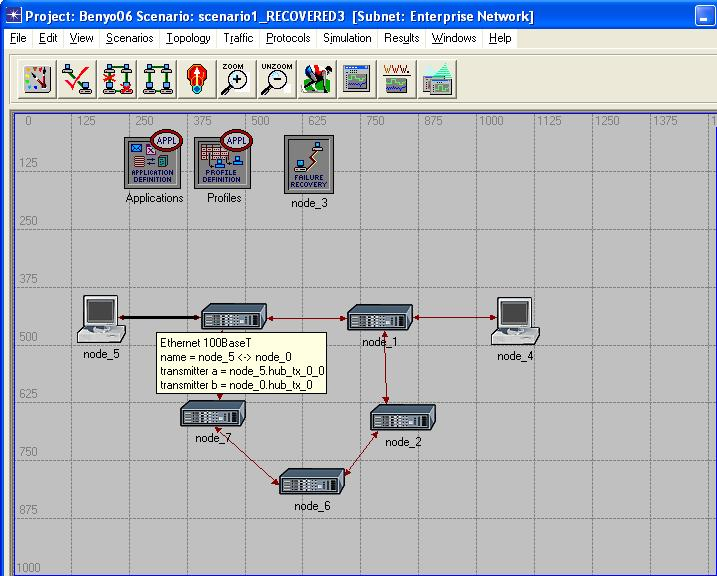 Project: Benyo06 Scenario: scenario1_RECOVERED3 [Subnet: Enterprise Network]
File Edit View Scenarios Topology Traffic Protocols Simulation Results Windows Help
ZOOM UNZOOM WWW.
0 125 250 375 500 625 750 875 1000 1125 1250 1375
APPL APPL
APPLICATION DEFINITION
PROFILE DEFINITION
FAILURE RECOVERY
125
Applications Profiles node_3
250
375
500
node_5 node_1 node_4
Ethernet 100BaseT
name = node_5 <-> node_0
transmitter a = node_5.hub_tx_0_0
transmitter b = node_0.hub_tx_0
625
node_7 node_2
750
node_6
875
1000